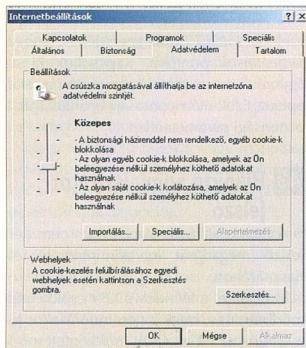 Internetbeállítások
? ×
Kapcsolatok Programok Speciális
Általános Biztonság Adatvédelem Tartalom
Beállítások
A csúszka mozgatásával állíthatja be az internetzóna
adatvédelmi szintjét.
Közepes
- A biztonsági házirenddel nem rendelkező, egyéb cookie-k
blokkolása
- Az olyan egyéb cookie-k blokkolása, amelyek az Ön
beleegyezése nélkül személyhez köthető adatokat
használnak
- Az olyan saját cookie-k korlátozása, amelyek az Ön
beleegyezése nélkül személyhez köthető adatokat
használnak
Importálás... Speciális... Alapértelmezés
Webhelyek
A cookie-kezelés felülbírálásához egyedi
webhelyek esetén kattintson a Szerkesztés
gombra.
Szerkesztés...
OK Mégse Alkalmaz